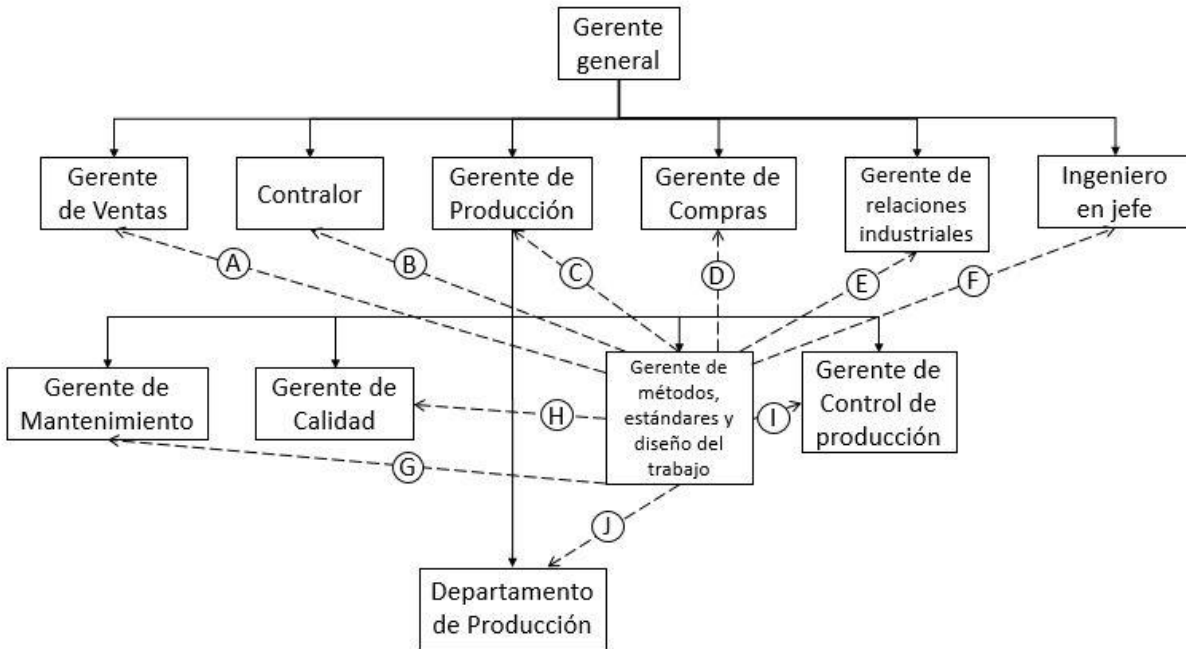 Gerente
general
Gerente
de Ventas
Contralor
Gerente de
Producción
Gerente de
Compras
Gerente de
relaciones
industriales
Ingeniero
en jefe
A
B
C
D
E
F
Gerente de
Mantenimiento
Gerente de
Calidad
Gerente de
métodos,
estándares y
diseño del
trabajo
Gerente de
Control de
producción
H
I
G
J
Departamento
de Producción